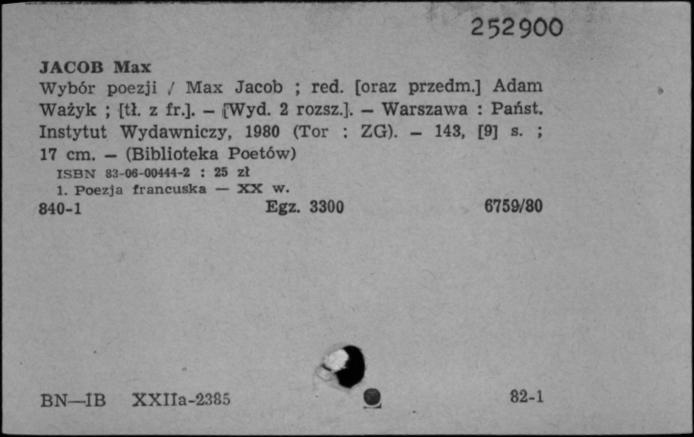 252900
JACOB Max
Wybór poezji / Max Jacob ; red. [oraz przedm.] Adam
Ważyk ; [tł. z fr.]. — [Wyd. 2 rozsz.]. — Warszawa : Państ.
Instytut Wydawniczy, 1980 (Tor : ZG). — 143, [9] s. ;
17 cm. — (Biblioteka Poetów)
ISBN 83-06-00444-2 : 25 zł
1. Poezja francuska — XX w.
840-1 Egz. 3300 6759/80
BN—IB XXIIa-2385 82-1